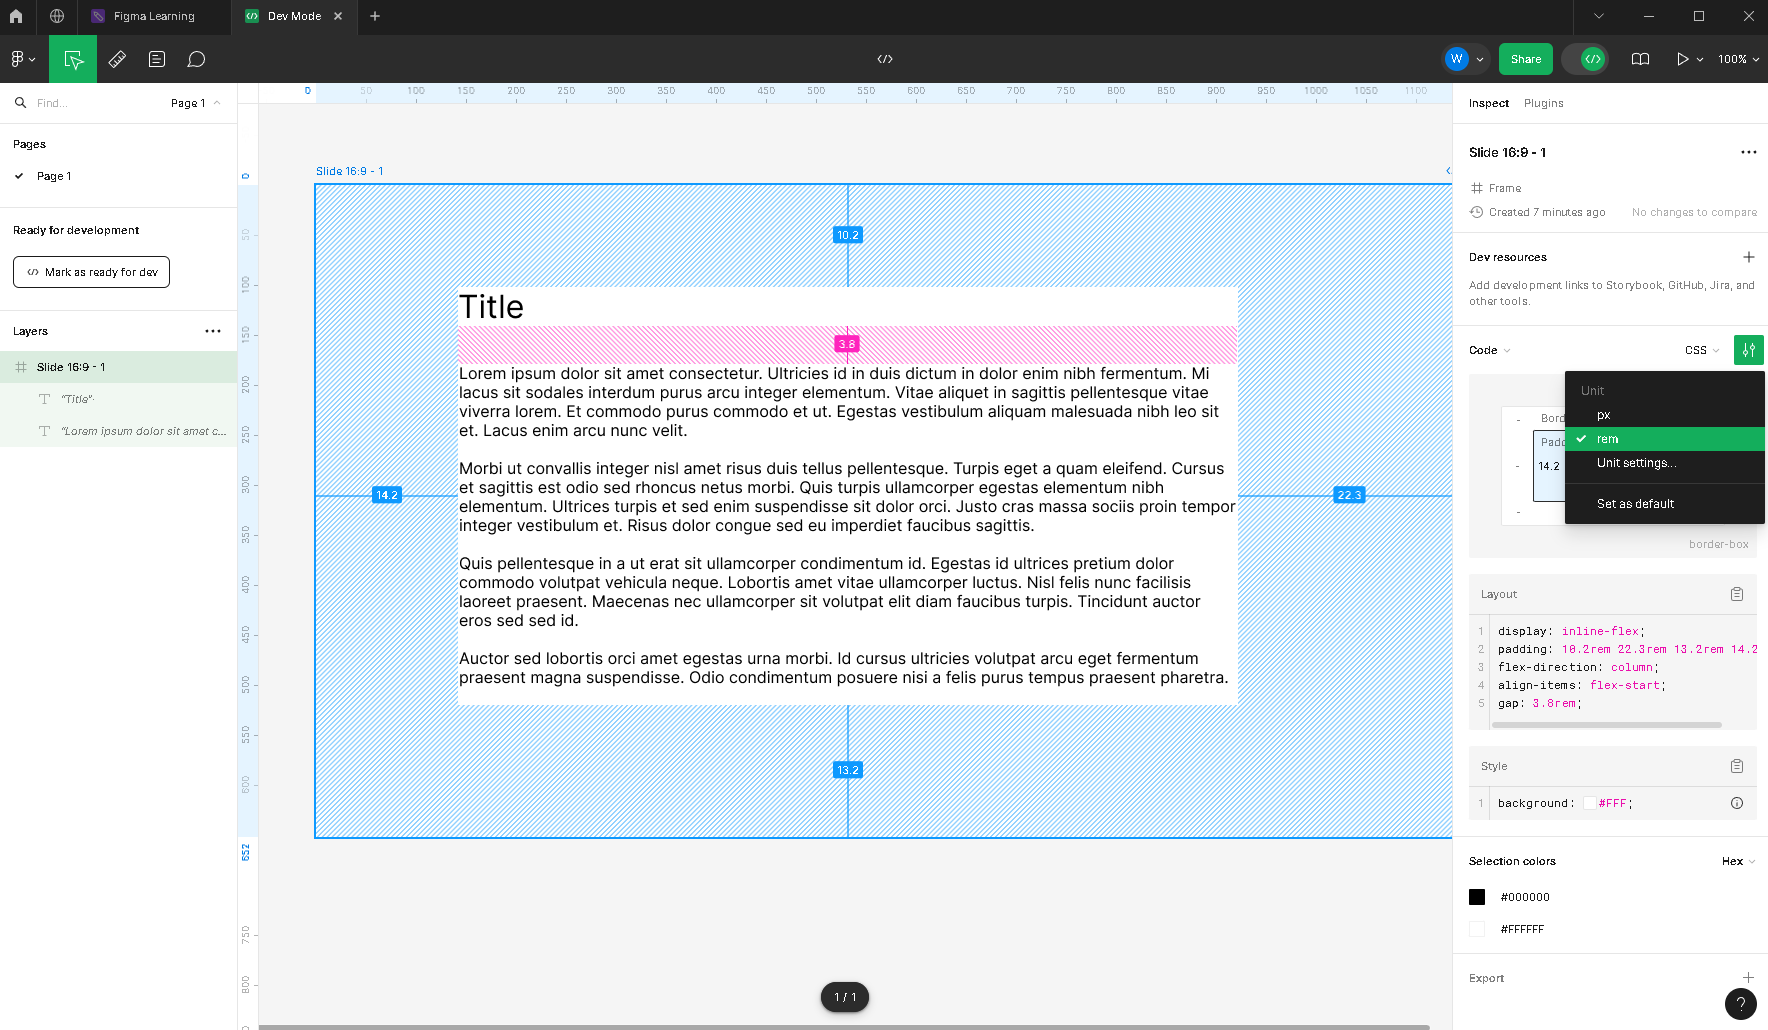 Figma Learning
Dev Mode
W
Share
100%
Find...
Page 1
Pages
Page 1
Ready for development
Mark as ready for dev
Layers
Slide 16:9 - 1
"Title"
"Lorem ipsum dolor sit amet c...
0 50 100 150 200 250 300 350 400 450 500 550 600 650 700 750 800 850 900 950 1000 1050 1100
0
50
100
150
200
250
300
350
400
450
500
550
600
652
750
800
Slide 16:9 - 1
10.2
Title
3.8
Lorem ipsum dolor sit amet consectetur. Ultricies id in duis dictum in dolor enim nibh fermentum. Mi
lacus sit sodales interdum purus arcu integer elementum. Vitae aliquet in sagittis pellentesque vitae
viverra lorem. Et commodo purus commodo et ut. Egestas vestibulum aliquam malesuada nibh leo sit
et. Lacus enim arcu nunc velit.
Morbi ut convallis integer nisl amet risus duis tellus pellentesque. Turpis eget a quam eleifend. Cursus
et sagittis est odio sed rhoncus netus morbi. Quis turpis ullamcorper egestas elementum nibh
elementum. Ultrices turpis et sed enim suspendisse sit dolor orci. Justo cras massa sociis proin tempor
integer vestibulum et. Risus dolor congue sed eu imperdiet faucibus sagittis.
Quis pellentesque in a ut erat sit ullamcorper condimentum id. Egestas id ultrices pretium dolor
commodo volutpat vehicula neque. Lobortis amet vitae ullamcorper luctus. Nisl felis nunc facilisis
laoreet praesent. Maecenas nec ullamcorper sit volutpat elit diam faucibus turpis. Tincidunt auctor
eros sed sed id.
Auctor sed lobortis orci amet egestas urna morbi. Id cursus ultricies volutpat arcu eget fermentum
praesent magna suspendisse. Odio condimentum posuere nisi a felis purus tempus praesent pharetra.
14.2
22.3
13.2
1 / 1
Inspect Plugins
Slide 16:9 - 1
Frame
Created 7 minutes ago No changes to compare
Dev resources
Add development links to Storybook, GitHub, Jira, and
other tools.
Code CSS
Unit
px
rem
Unit settings...
Set as default
- Bord
Padd
- 14.2
-
border-box
Layout
1 display: inline-flex;
2 padding: 10.2rem 22.3rem 13.2rem 14.2
3 flex-direction: column;
4 align-items: flex-start;
5 gap: 3.8rem;
Style
1 background: #FFF;
Selection colors Hex
#000000
#FFFFFF
Export
?